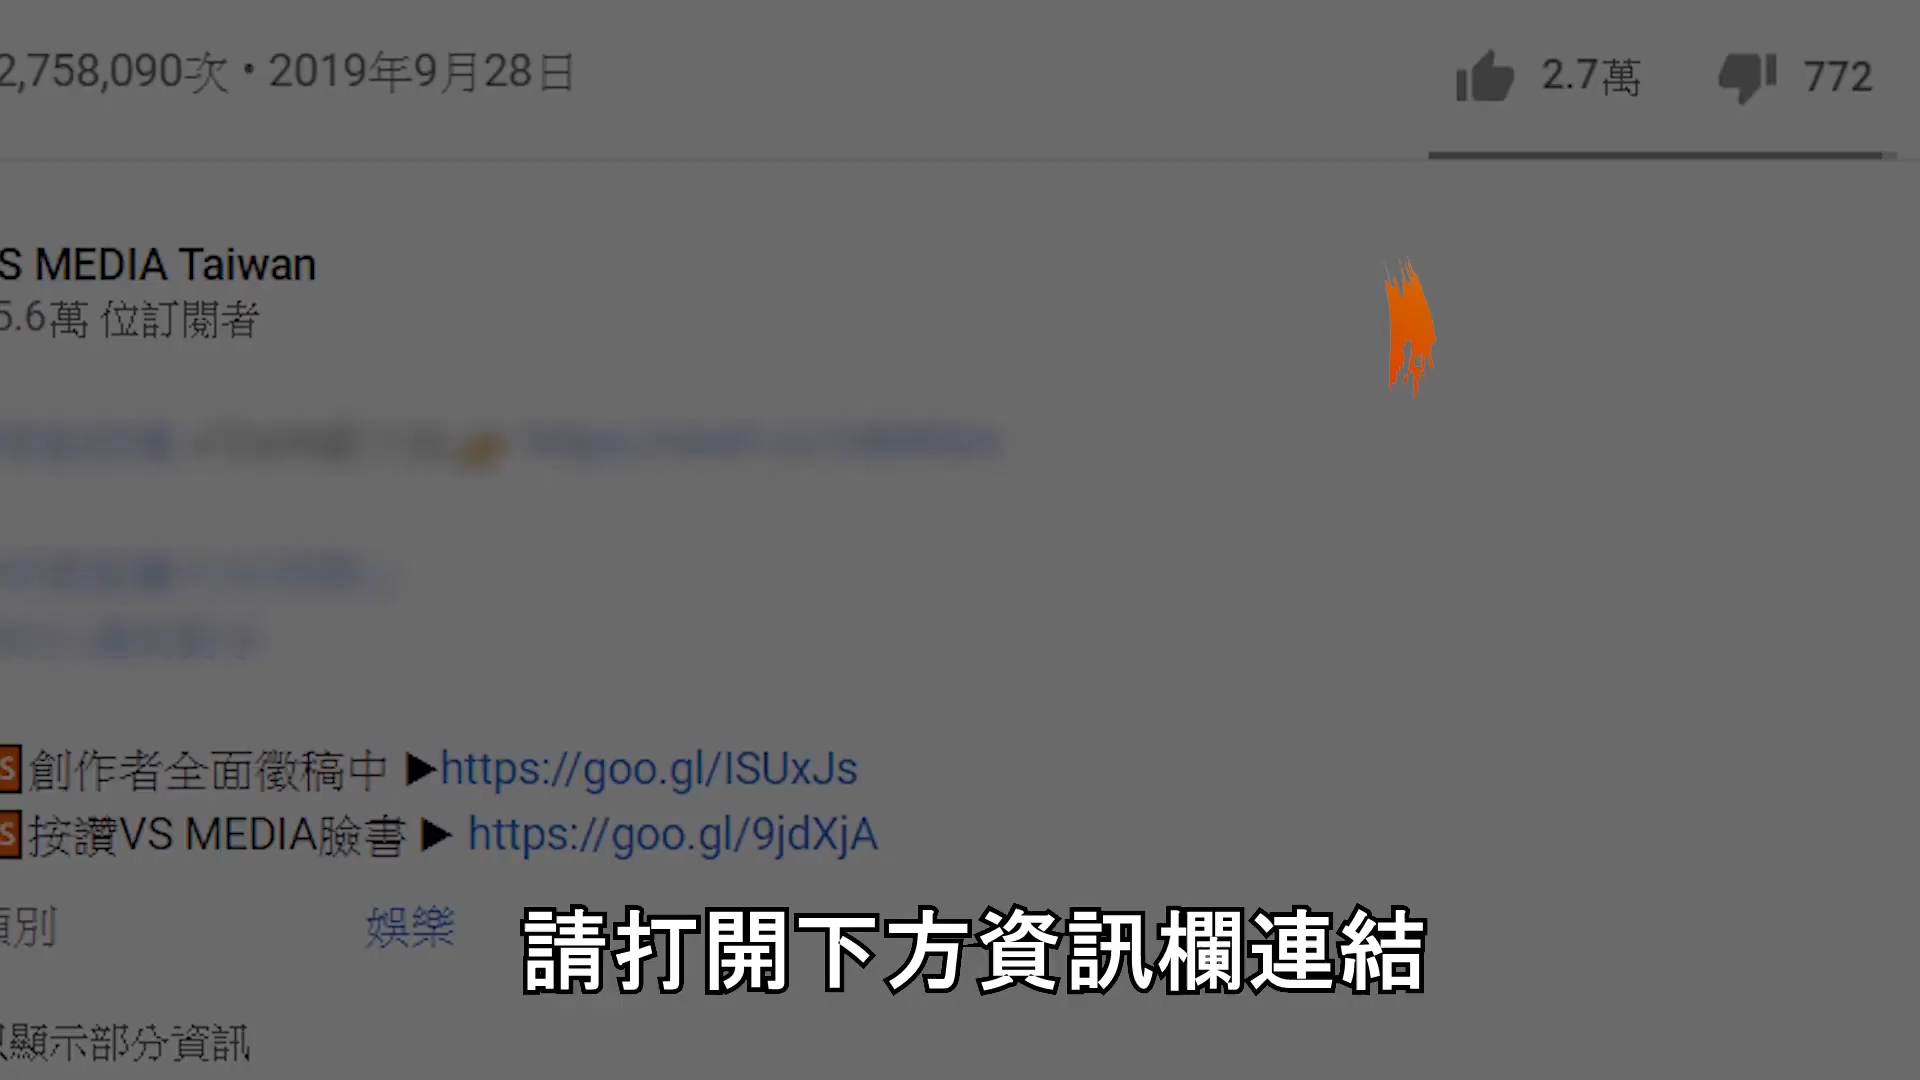 2,758,090次 • 2019年9月28日
2.7萬
772
S MEDIA Taiwan
5.6萬 位訂閱者
S創作者全面徵稿中 ▶https://goo.gl/ISUxJs
S按讚VS MEDIA臉書 ▶ https://goo.gl/9jdXjA
類別
娛樂
請打開下方資訊欄連結
只顯示部分資訊